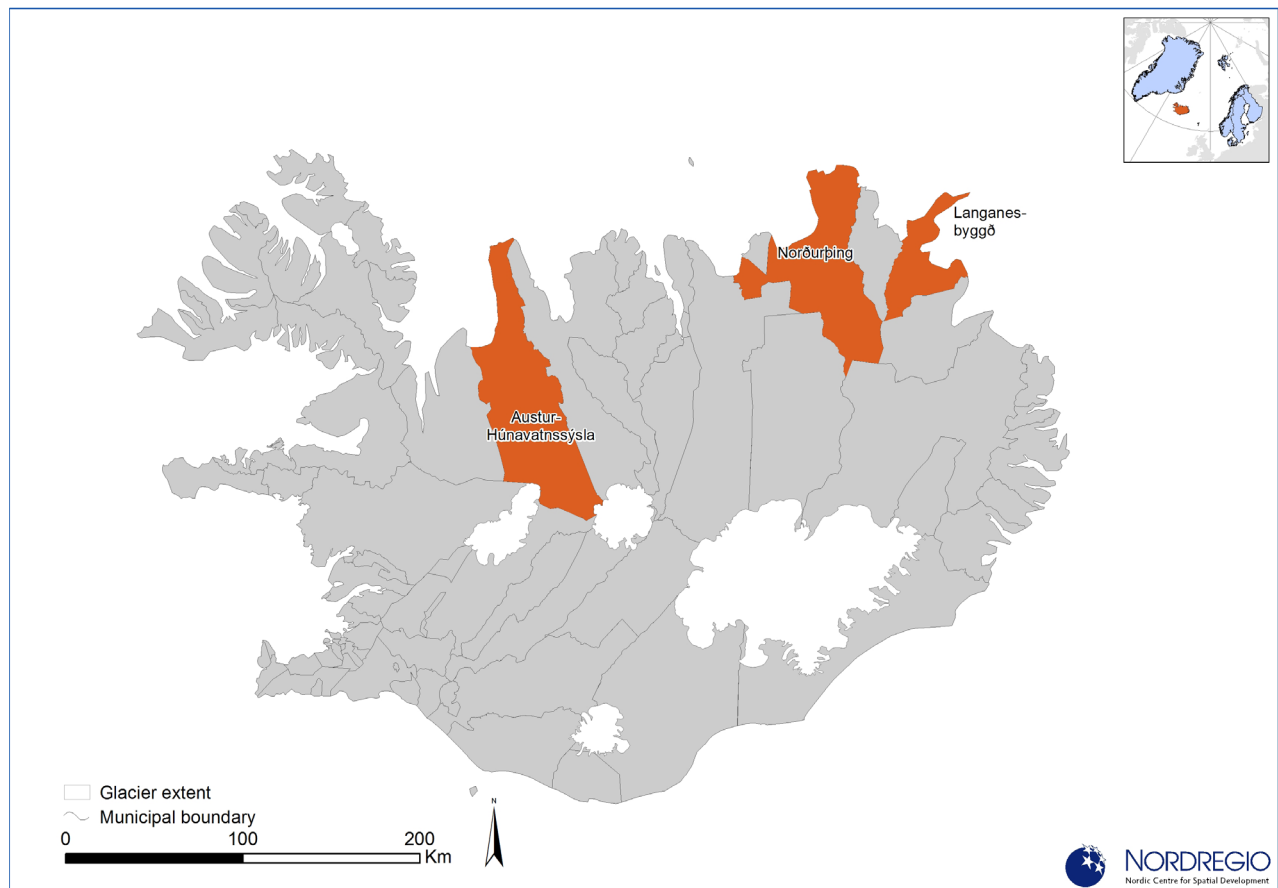 Langanes-
byggð
Norðurþing
Austur-
Húnavatnssýsla
Glacier extent
Municipal boundary
0 100 200
Km
N
NORDREGIO
Nordic Centre for Spatial Development